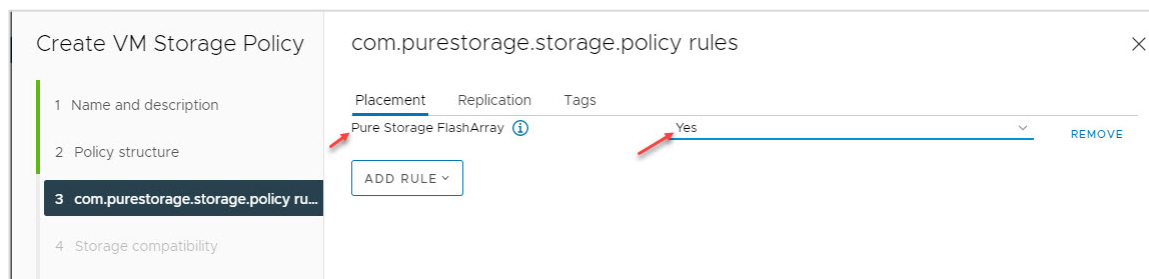 Create VM Storage Policy
1 Name and description
2 Policy structure
3 com.purestorage.storage.policy ru...
4 Storage compatibility
com.purestorage.storage.policy rules
Placement Replication Tags
Pure Storage FlashArray Yes REMOVE
ADD RULE